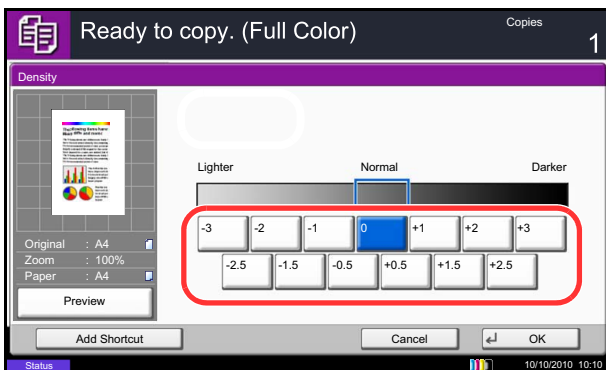 Ready to copy. (Full Color)
Copies
1
Density
Lighter
Normal
Darker
-3
-2
-1
0
+1
+2
+3
-2.5
-1.5
-0.5
+0.5
+1.5
+2.5
Original : A4
Zoom : 100%
Paper : A4
Preview
Add Shortcut
Cancel
OK
Status
10/10/2010 10:10